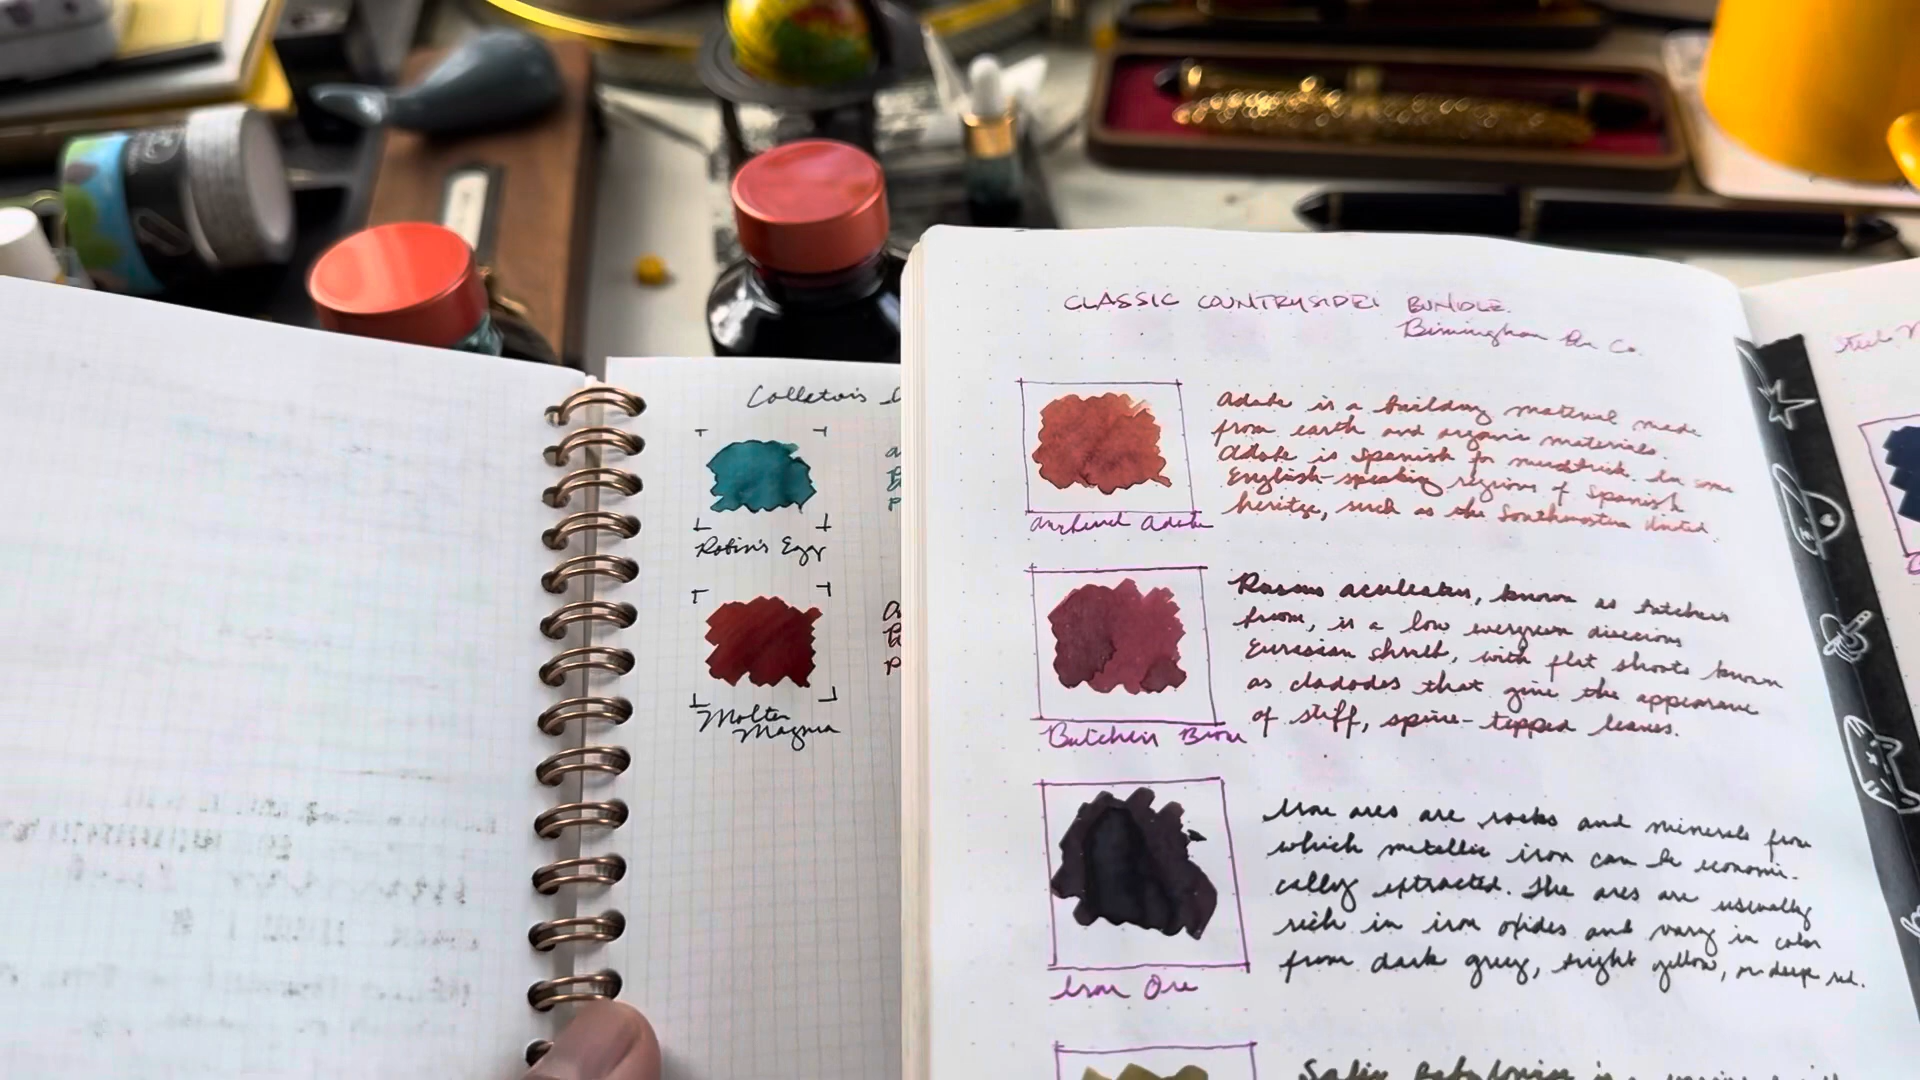 Collector's
Robin's Egg
Molten
Magma
CLASSIC COUNTRYSIDE BUNDLE
Birmingham Pen Co.
Adobe is a building material made
from earth and organic materials.
Adobe is Spanish for mudbrick. In some
English-speaking regions of Spanish
heritage, such as the Southwestern United
Adobe
Ruscus aculeatus, known as butchers
broom, is a low evergreen dioecious
Eurasian shrub, with flat shoots known
as cladodes that give the appearance
of stiff, spine-tipped leaves.
Butchers Broom
Iron ores are rocks and minerals from
which metallic iron can be economi-
cally extracted. The ores are usually
rich in iron oxides and vary in color
from dark grey, bright yellow, or deep red.
Iron Ore
Salix Babylonica is a